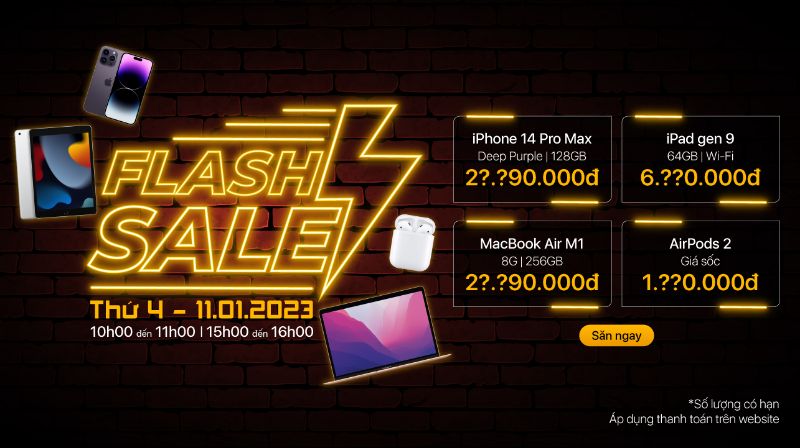 FLASH
SALE
Thứ 4 - 11.01.2023
10h00 đến 11h00 | 15h00 đến 16h00
iPhone 14 Pro Max
Deep Purple | 128GB
2?.?90.000đ
iPad gen 9
64GB | Wi-Fi
6.??0.000đ
MacBook Air M1
8G | 256GB
2?.?90.000đ
AirPods 2
Giá sốc
1.??0.000đ
Săn ngay
*Số lượng có hạn
Áp dụng thanh toán trên website